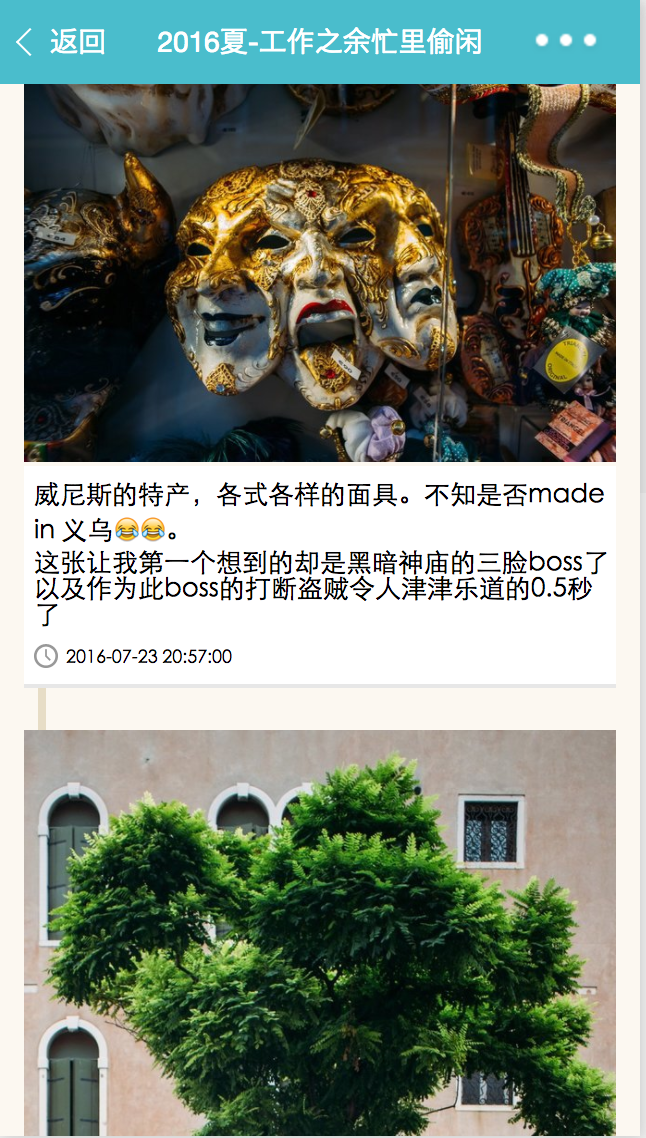 返回
2016夏-工作之余忙里偷闲
威尼斯的特产，各式各样的面具。不知是否made
in 义乌😂😂。
这张让我第一个想到的却是黑暗神庙的三脸boss了
以及作为此boss的打断盗贼令人津津乐道的0.5秒
了
2016-07-23 20:57:00